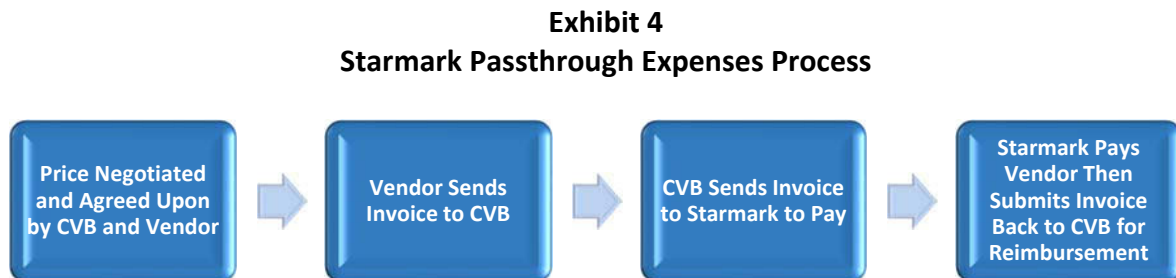 Exhibit 4
Starmark Passthrough Expenses Process
Price Negotiated
and Agreed Upon
by CVB and Vendor
Vendor Sends
Invoice to CVB
CVB Sends Invoice
to Starmark to Pay
Starmark Pays
Vendor Then
Submits Invoice
Back to CVB for
Reimbursement